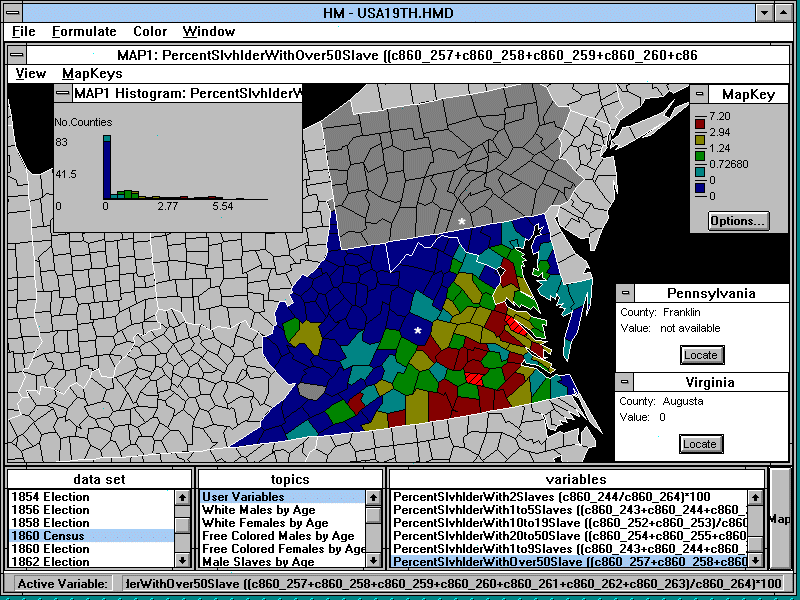 HM - USA19TH.HMD
File Formulate Color Window
MAP1: PercentSlvhlderWithOver50Slave ((c860_257+c860_258+c860_259+c860_260+c86
View MapKeys
MAP1 Histogram: PercentSlvhlderW
No.Counties
83
41.5
0
0 2.77 5.54
MapKey
7.20
2.94
1.24
0.72680
0
0
Options...
*
*
Pennsylvania
County: Franklin
Value: not available
Locate
Virginia
County: Augusta
Value: 0
Locate
data set
1854 Election
1856 Election
1858 Election
1860 Census
1860 Election
1862 Election
topics
User Variables
White Males by Age
White Females by Age
Free Colored Males by Age
Free Colored Females by Age
Male Slaves by Age
variables
PercentSlvhlderWith2Slaves (c860_244/c860_264)*100
PercentSlvhlderWith1to5Slaves ((c860_243+c860_244+c860_
PercentSlvhlderWith10to19Slaves ((c860_252+c860_253)/c860
PercentSlvhlderWith20to50Slaves ((c860_254+c860_255+c860
PercentSlvhlderWith1to9Slaves ((c860_243+c860_244+c860_
PercentSlvhlderWithOver50Slave ((c860_257+c860_258+c860
Map
Active Variable: lderWithOver50Slave ((c860_257+c860_258+c860_259+c860_260+c860_261+c860_262+c860_263)/c860_264)*100